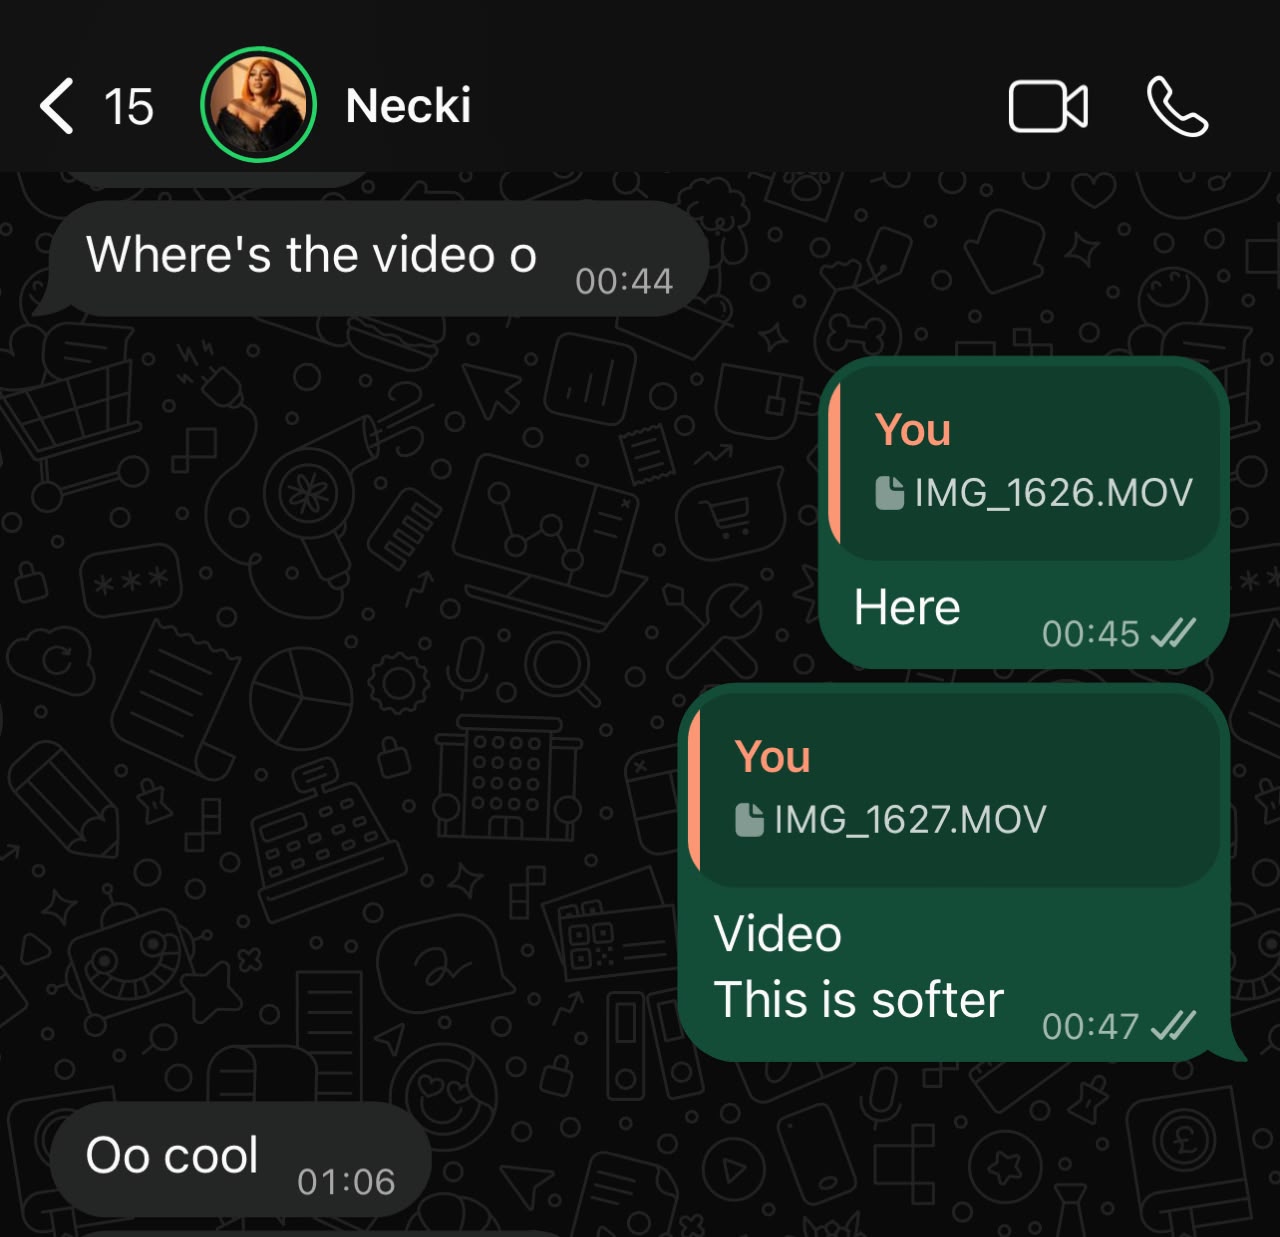 15
Necki
Where's the video o
00:44
You
IMG_1626.MOV
Here
00:45
You
IMG_1627.MOV
Video
This is softer
00:47
Oo cool
01:06